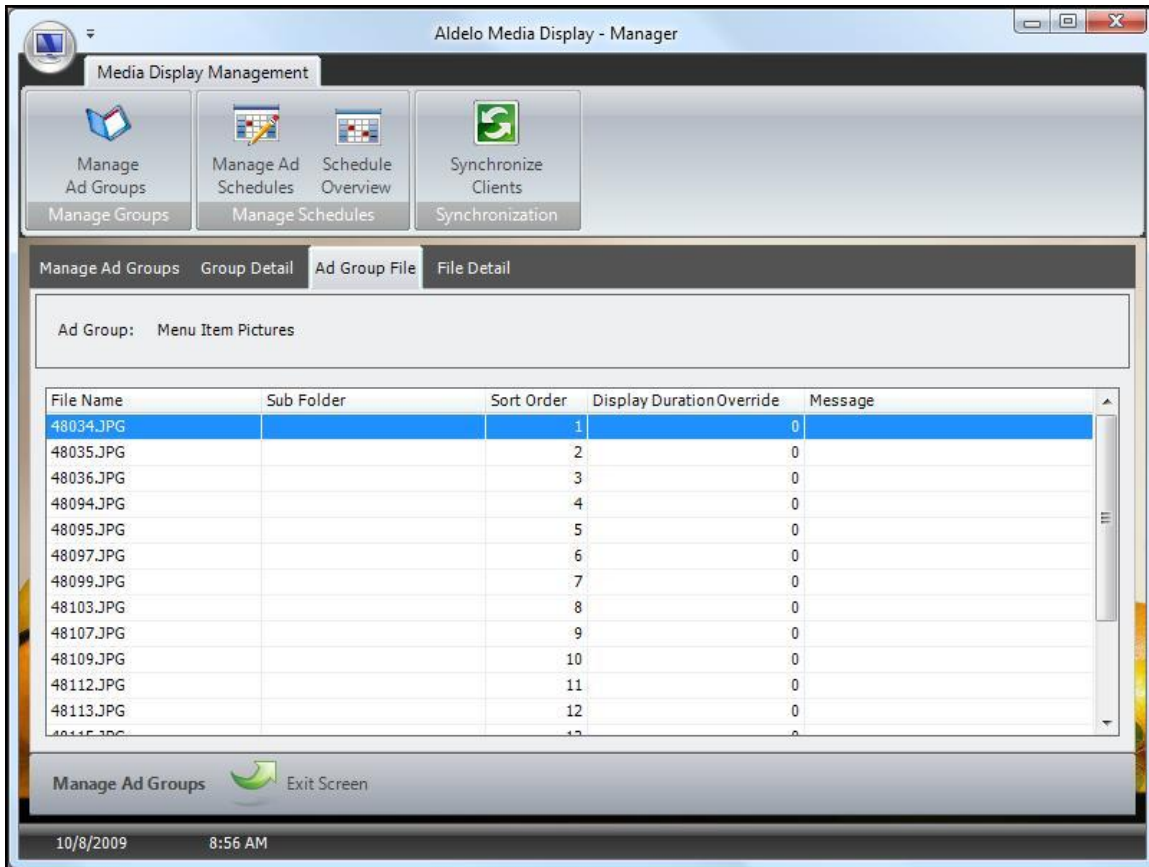 Aldelo Media Display - Manager
Media Display Management
Manage Ad Groups
Manage Ad Schedules
Schedule Overview
Synchronize Clients
Manage Groups
Manage Schedules
Synchronization
Manage Ad Groups Group Detail Ad Group File File Detail
Ad Group: Menu Item Pictures
File Name Sub Folder Sort Order Display Duration Override Message
48034.JPG 1 0
48035.JPG 2 0
48036.JPG 3 0
48094.JPG 4 0
48095.JPG 5 0
48097.JPG 6 0
48099.JPG 7 0
48103.JPG 8 0
48107.JPG 9 0
48109.JPG 10 0
48112.JPG 11 0
48113.JPG 12 0
Manage Ad Groups Exit Screen
10/8/2009 8:56 AM